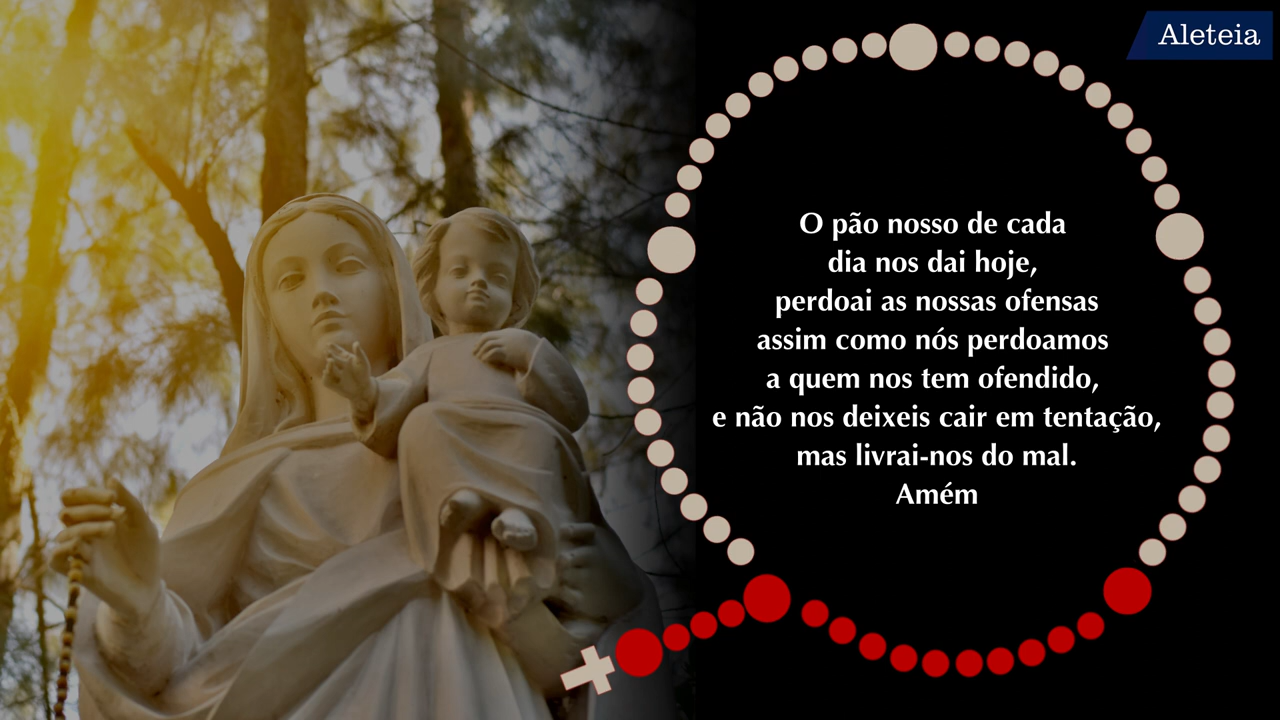 Aleteia
O pão nosso de cada
dia nos dai hoje,
perdoai as nossas ofensas
assim como nós perdoamos
a quem nos tem ofendido,
e não nos deixeis cair em tentação,
mas livrai-nos do mal.
Amém